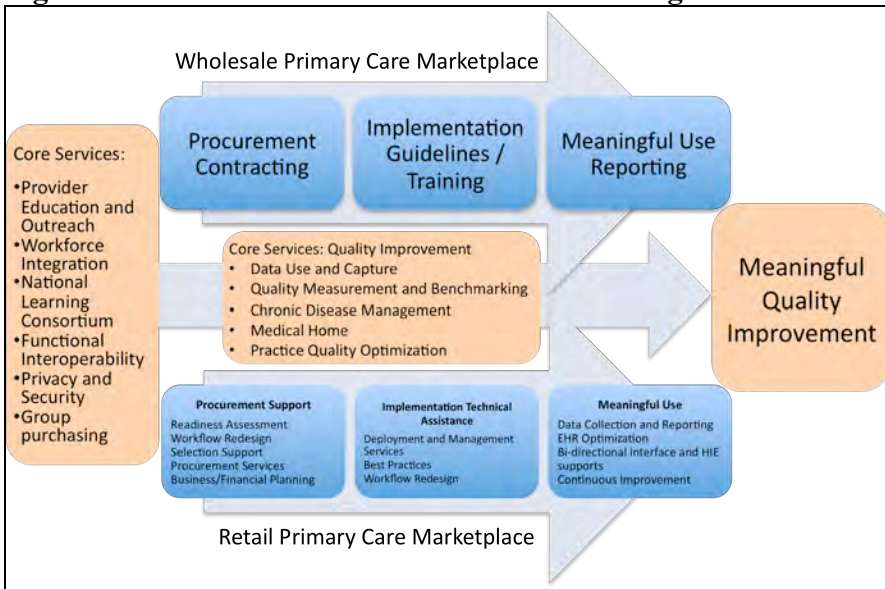 Wholesale Primary Care Marketplace
Core Services:
•Provider
Education and
Outreach
•Workforce
Integration
•National
Learning
Consortium
•Functional
Interoperability
•Privacy and
Security
•Group
purchasing
Procurement
Contracting
Implementation
Guidelines /
Training
Meaningful Use
Reporting
Core Services: Quality Improvement
• Data Use and Capture
• Quality Measurement and Benchmarking
• Chronic Disease Management
• Medical Home
• Practice Quality Optimization
Meaningful
Quality
Improvement
Procurement Support
Readiness Assessment
Workflow Redesign
Selection Support
Procurement Services
Business/Financial Planning
Implementation Technical
Assistance
Deployment and Management
Services
Best Practices
Workflow Redesign
Meaningful Use
Data Collection and Reporting
EHR Optimization
Bi-directional interface and HIE
supports
Continuous Improvement
Retail Primary Care Marketplace